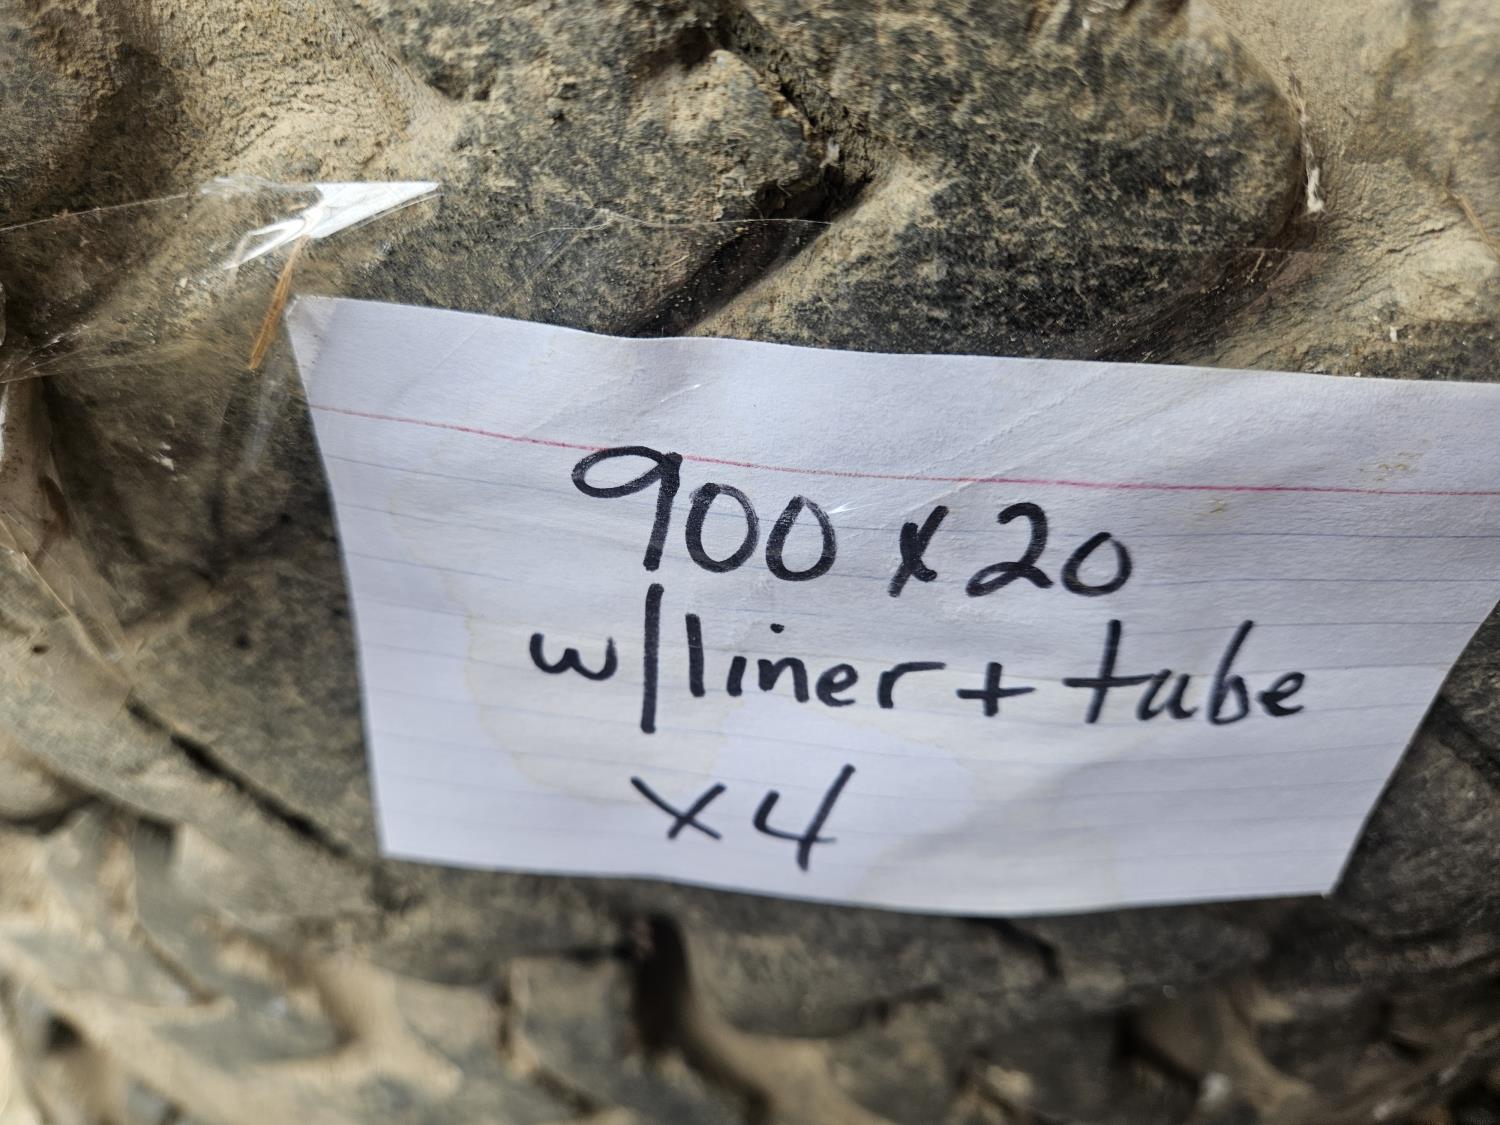 900 x 20
w/liner + tube
x4